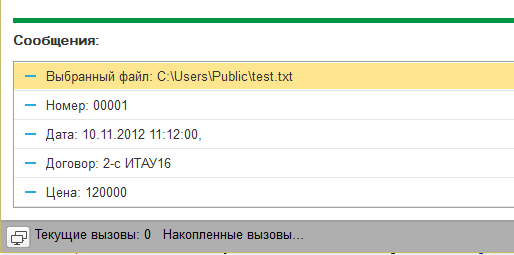 Сообщения:
Выбранный файл: C:\Users\Public\test.txt
Номер: 00001
Дата: 10.11.2012 11:12:00,
Договор: 2-с ИТАУ16
Цена: 120000
Текущие вызовы: 0 Накопленные вызовы...